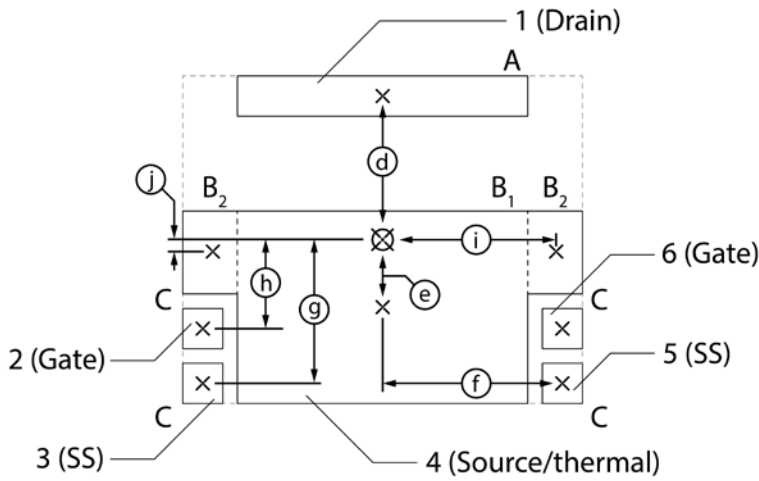 1 (Drain)
A
d
j
B2
B1
B2
i
6 (Gate)
h
g
e
C
C
2 (Gate)
5 (SS)
f
C
C
3 (SS)
4 (Source/thermal)